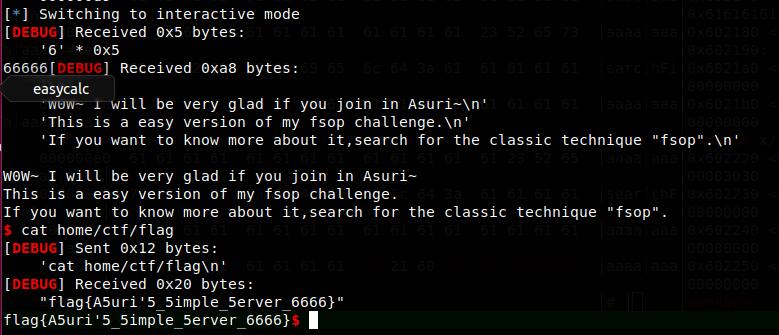 [*] Switching to interactive mode
[DEBUG] Received 0x5 bytes:
'6' * 0x5
66666[DEBUG] Received 0xa8 bytes:
easycalc
'W0W~ I will be very glad if you join in Asuri~\n'
'This is a easy version of my fsop challenge.\n'
'If you want to know more about it,search for the classic technique "fsop".\n'
W0W~ I will be very glad if you join in Asuri~
This is a easy version of my fsop challenge.
If you want to know more about it,search for the classic technique "fsop".
$ cat home/ctf/flag
[DEBUG] Sent 0x12 bytes:
'cat home/ctf/flag\n'
[DEBUG] Received 0x20 bytes:
"flag{A5uri'5_5imple_5erver_6666}"
flag{A5uri'5_5imple_5erver_6666}$